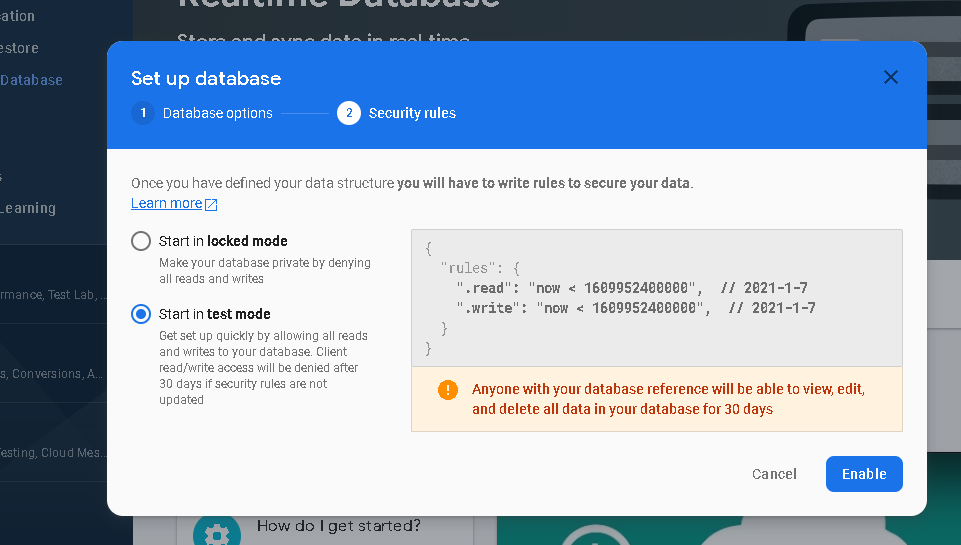 Realtime Database
Store and sync data in real time
estore
Database
Learning
rmance, Test Lab, ...
s, Conversions, A...
esting, Cloud Mes...
Set up database
1 Database options
2 Security rules
Once you have defined your data structure you will have to write rules to secure your data.
Learn more
Start in locked mode
Make your database private by denying
all reads and writes
Start in test mode
Get set up quickly by allowing all reads
and writes to your database. Client
read/write access will be denied after
30 days if security rules are not
updated
{
"rules": {
".read": "now < 1609952400000", // 2021-1-7
".write": "now < 1609952400000", // 2021-1-7
}
}
Anyone with your database reference will be able to view, edit,
and delete all data in your database for 30 days
Cancel
Enable
How do I get started?